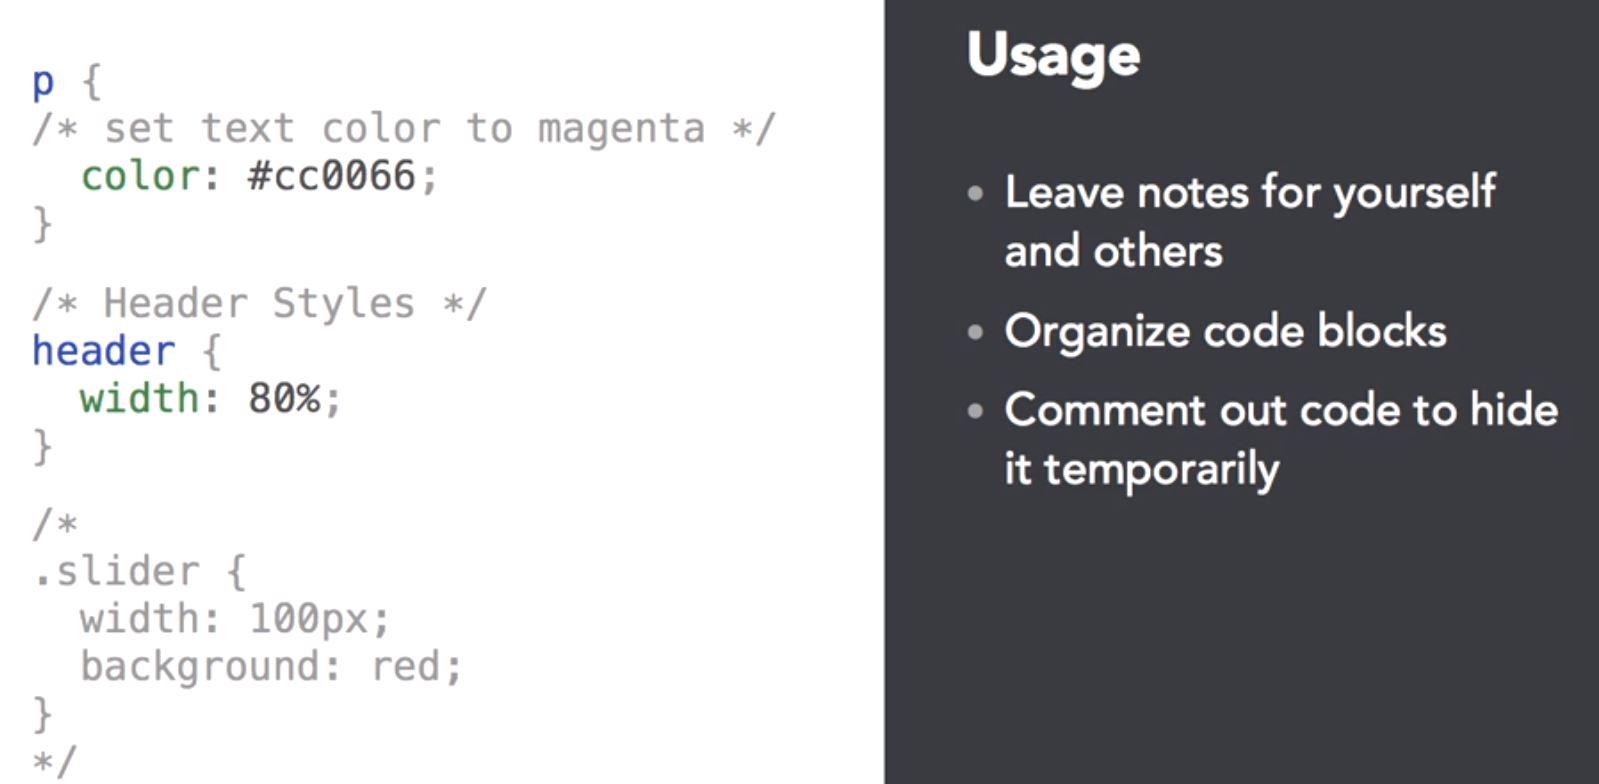 p {
/* set text color to magenta */
  color: #cc0066;
}
/* Header Styles */
header {
  width: 80%;
}
/*
.slider {
  width: 100px;
  background: red;
}
*/
Usage
• Leave notes for yourself
and others
• Organize code blocks
• Comment out code to hide
it temporarily